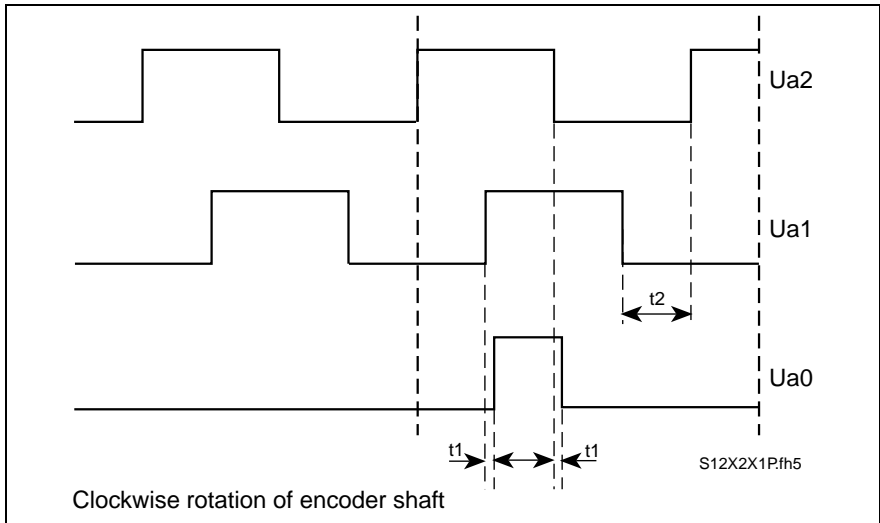 Ua2
Ua1
t2
Ua0
t1 t1
S12X2X1P.fh5
Clockwise rotation of encoder shaft